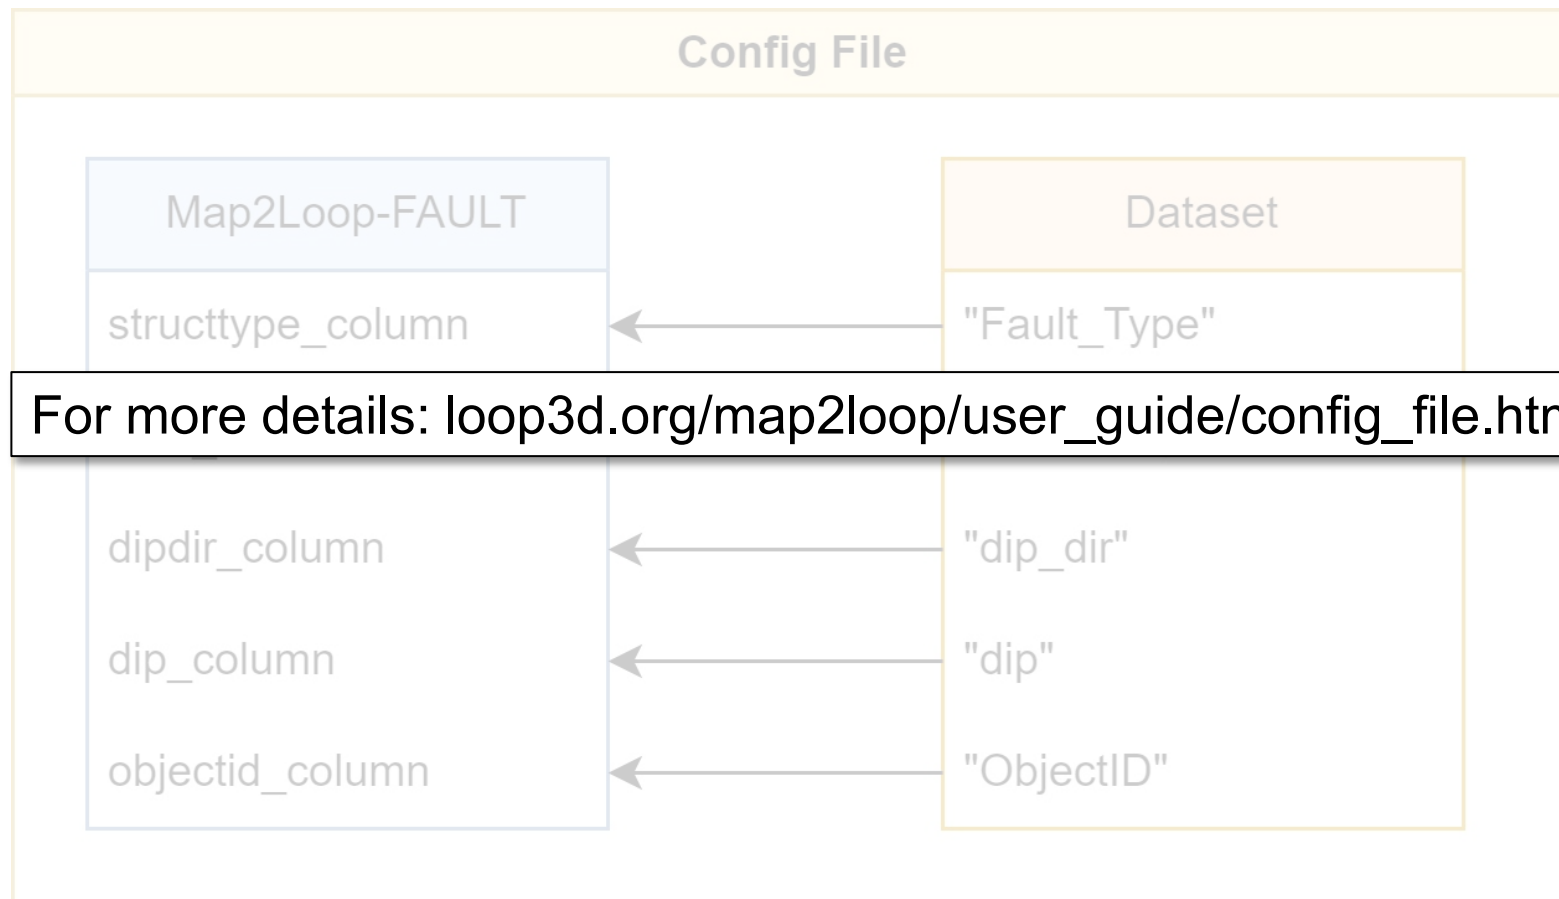 Config File
Map2Loop-FAULT
Dataset
structtype_column
"Fault_Type"
For more details: loop3d.org/map2loop/user_guide/config_file.htm
dipdir_column
"dip_dir"
dip_column
"dip"
objectid_column
"ObjectID"